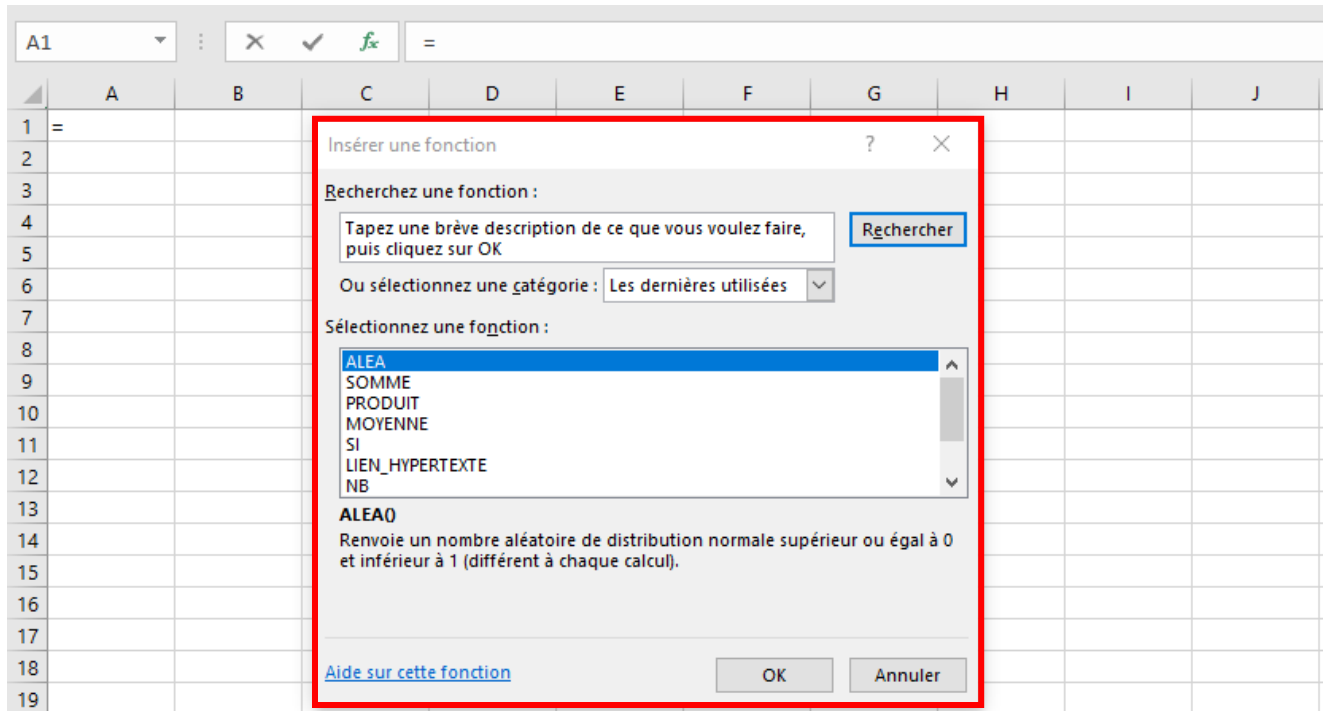 A1 fx =
A B C D E F G H I J
1 =
2
3
4
5
6
7
8
9
10
11
12
13
14
15
16
17
18
19
Insérer une fonction ?
Recherchez une fonction :
Tapez une brève description de ce que vous voulez faire,
puis cliquez sur OK
Rechercher
Ou sélectionnez une catégorie : Les dernières utilisées
Sélectionnez une fonction :
ALEA
SOMME
PRODUIT
MOYENNE
SI
LIEN_HYPERTEXTE
NB
ALEA()
Renvoie un nombre aléatoire de distribution normale supérieur ou égal à 0
et inférieur à 1 (différent à chaque calcul).
Aide sur cette fonction OK Annuler